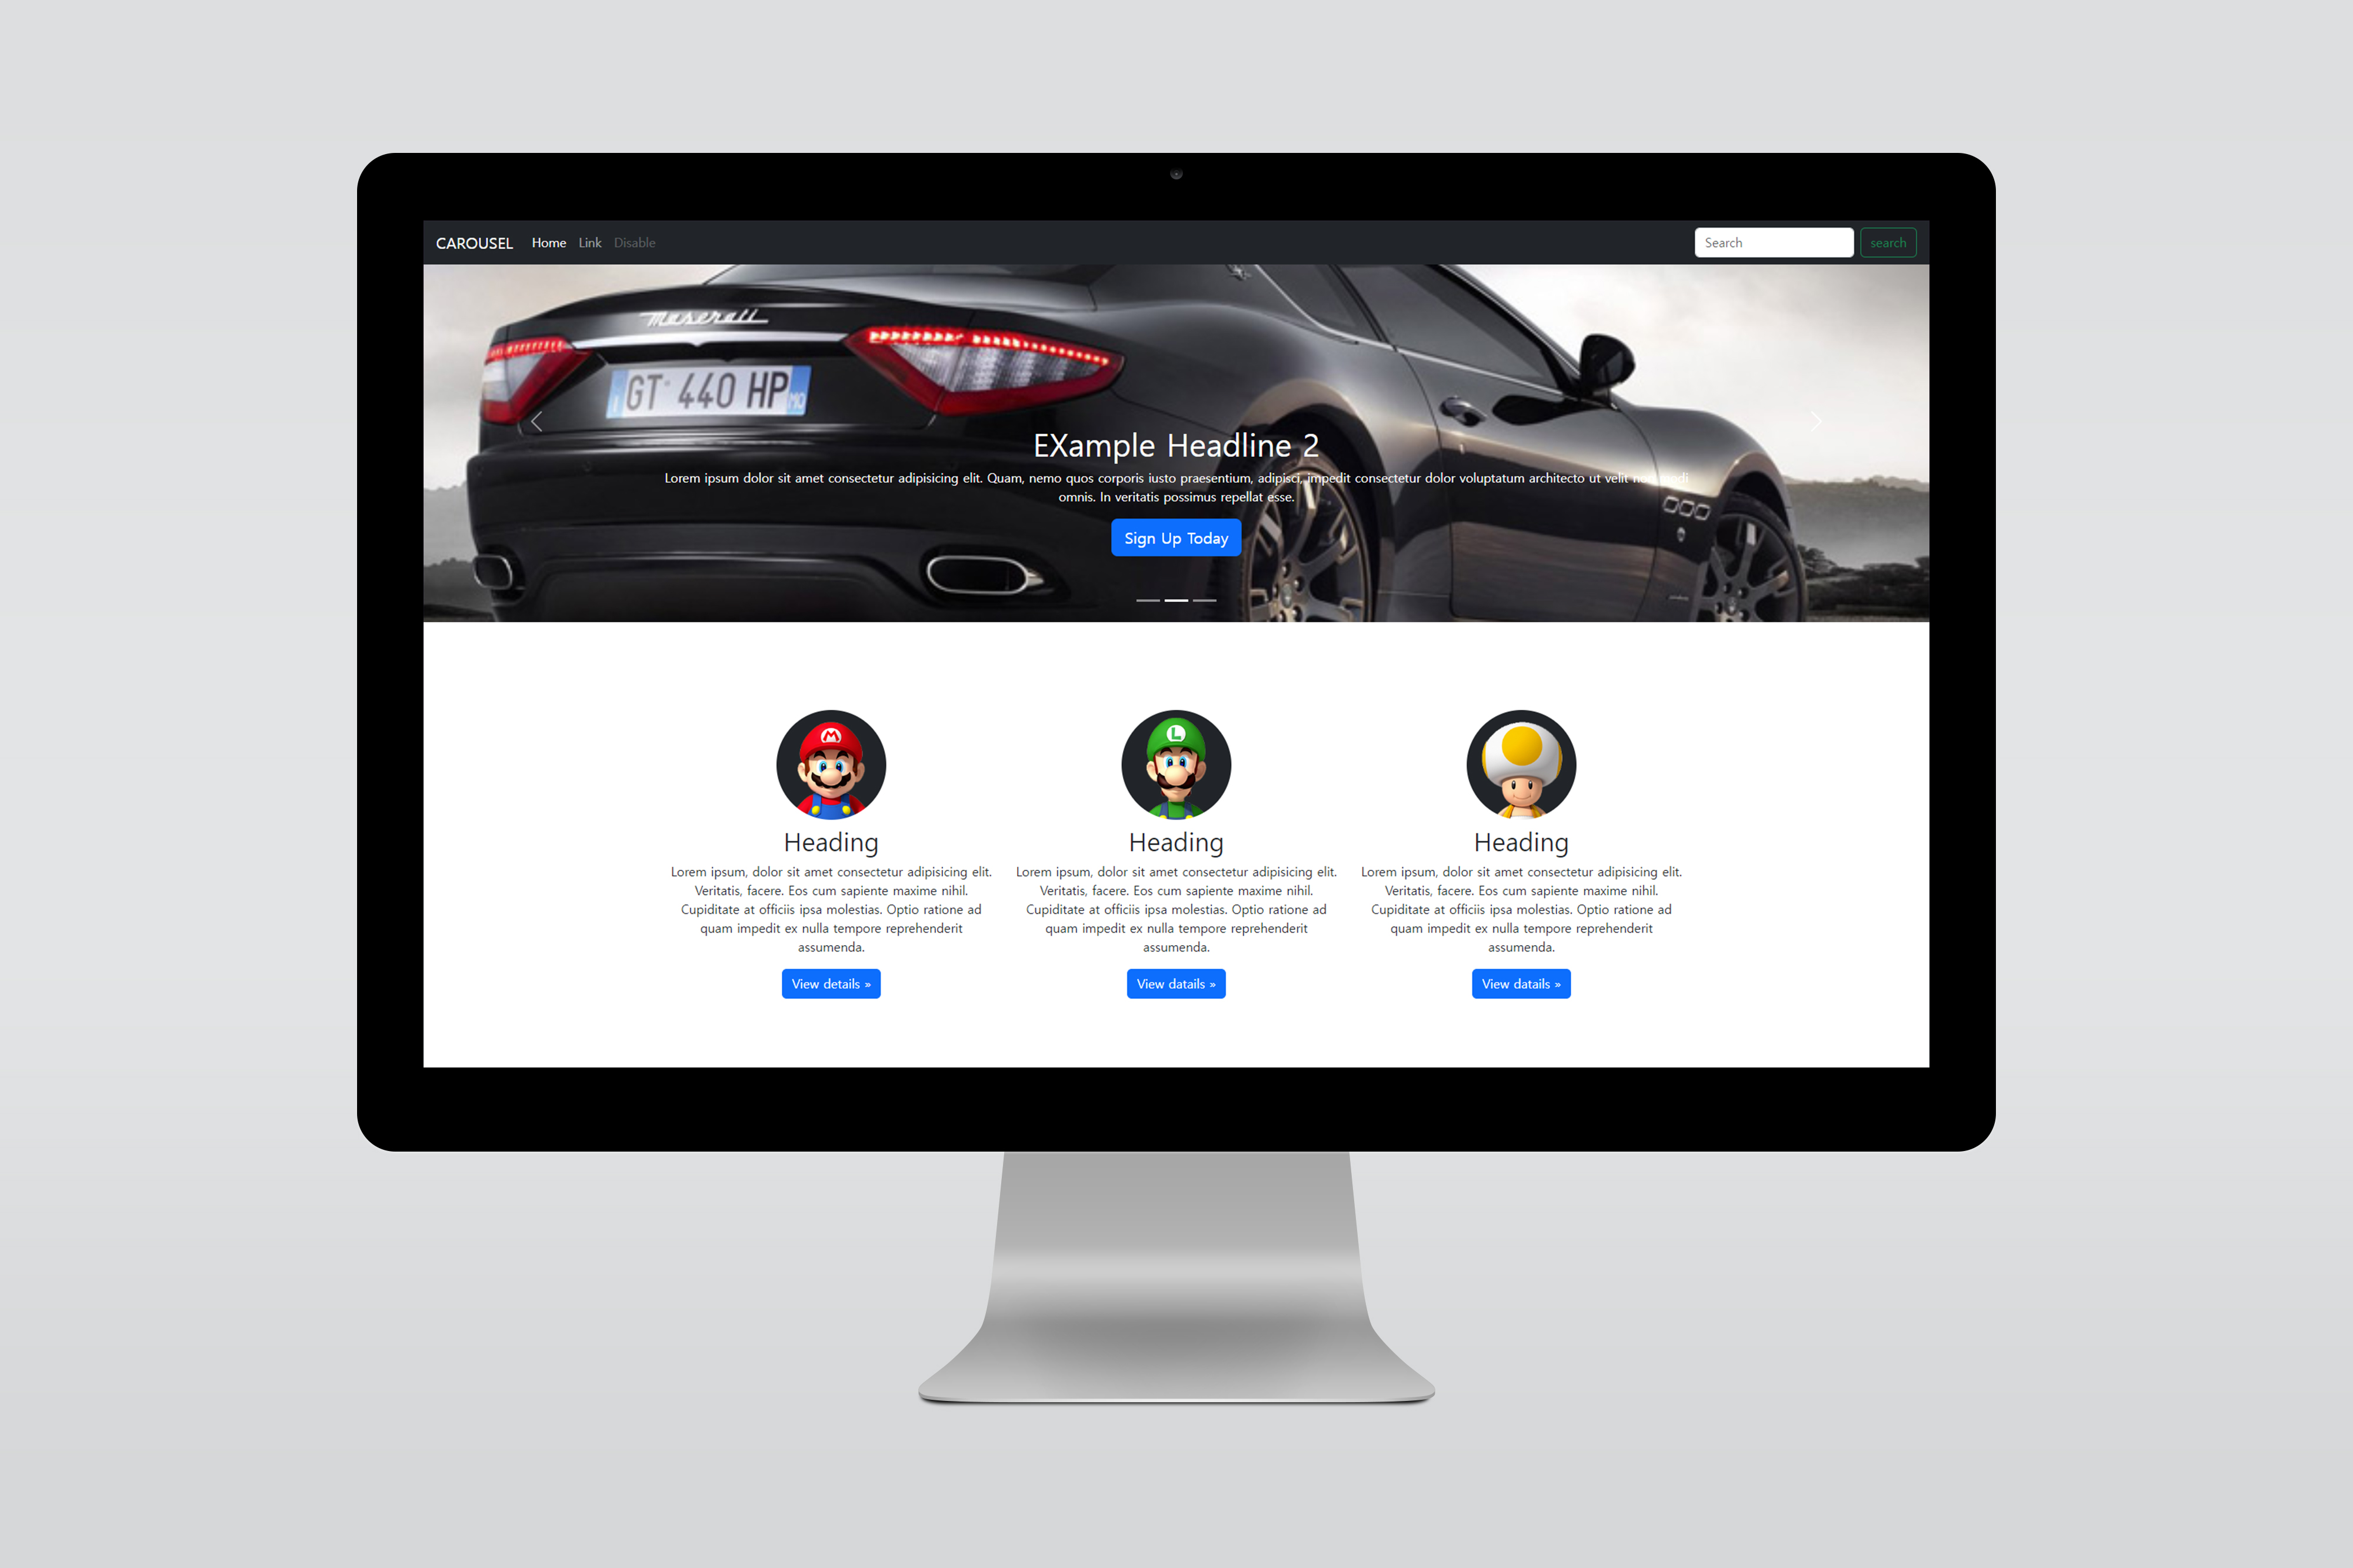 CAROUSEL Home Link Disable Search search
Maserati
GT 440 HP
MO
EXample Headline 2
Lorem ipsum dolor sit amet consectetur adipisicing elit. Quam, nemo quos corporis iusto praesentium, adipisci, impedit consectetur dolor voluptatum architecto ut velit
omnis. In veritatis possimus repellat esse.
Sign Up Today
M
L
Heading
Lorem ipsum, dolor sit amet consectetur adipisicing elit.
Veritatis, facere. Eos cum sapiente maxime nihil.
Cupiditate at officiis ipsa molestias. Optio ratione ad
quam impedit ex nulla tempore reprehenderit
assumenda.
View details »
Heading
Lorem ipsum, dolor sit amet consectetur adipisicing elit.
Veritatis, facere. Eos cum sapiente maxime nihil.
Cupiditate at officiis ipsa molestias. Optio ratione ad
quam impedit ex nulla tempore reprehenderit
assumenda.
View datails »
Heading
Lorem ipsum, dolor sit amet consectetur adipisicing elit.
Veritatis, facere. Eos cum sapiente maxime nihil.
Cupiditate at officiis ipsa molestias. Optio ratione ad
quam impedit ex nulla tempore reprehenderit
assumenda.
View datails »